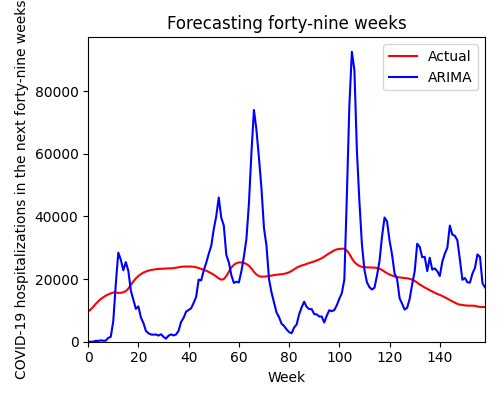 Forecasting forty-nine weeks
COVID-19 hospitalizations in the next forty-nine weeks
80000
60000
40000
20000
0
Actual
ARIMA
0 20 40 60 80 100 120 140
Week